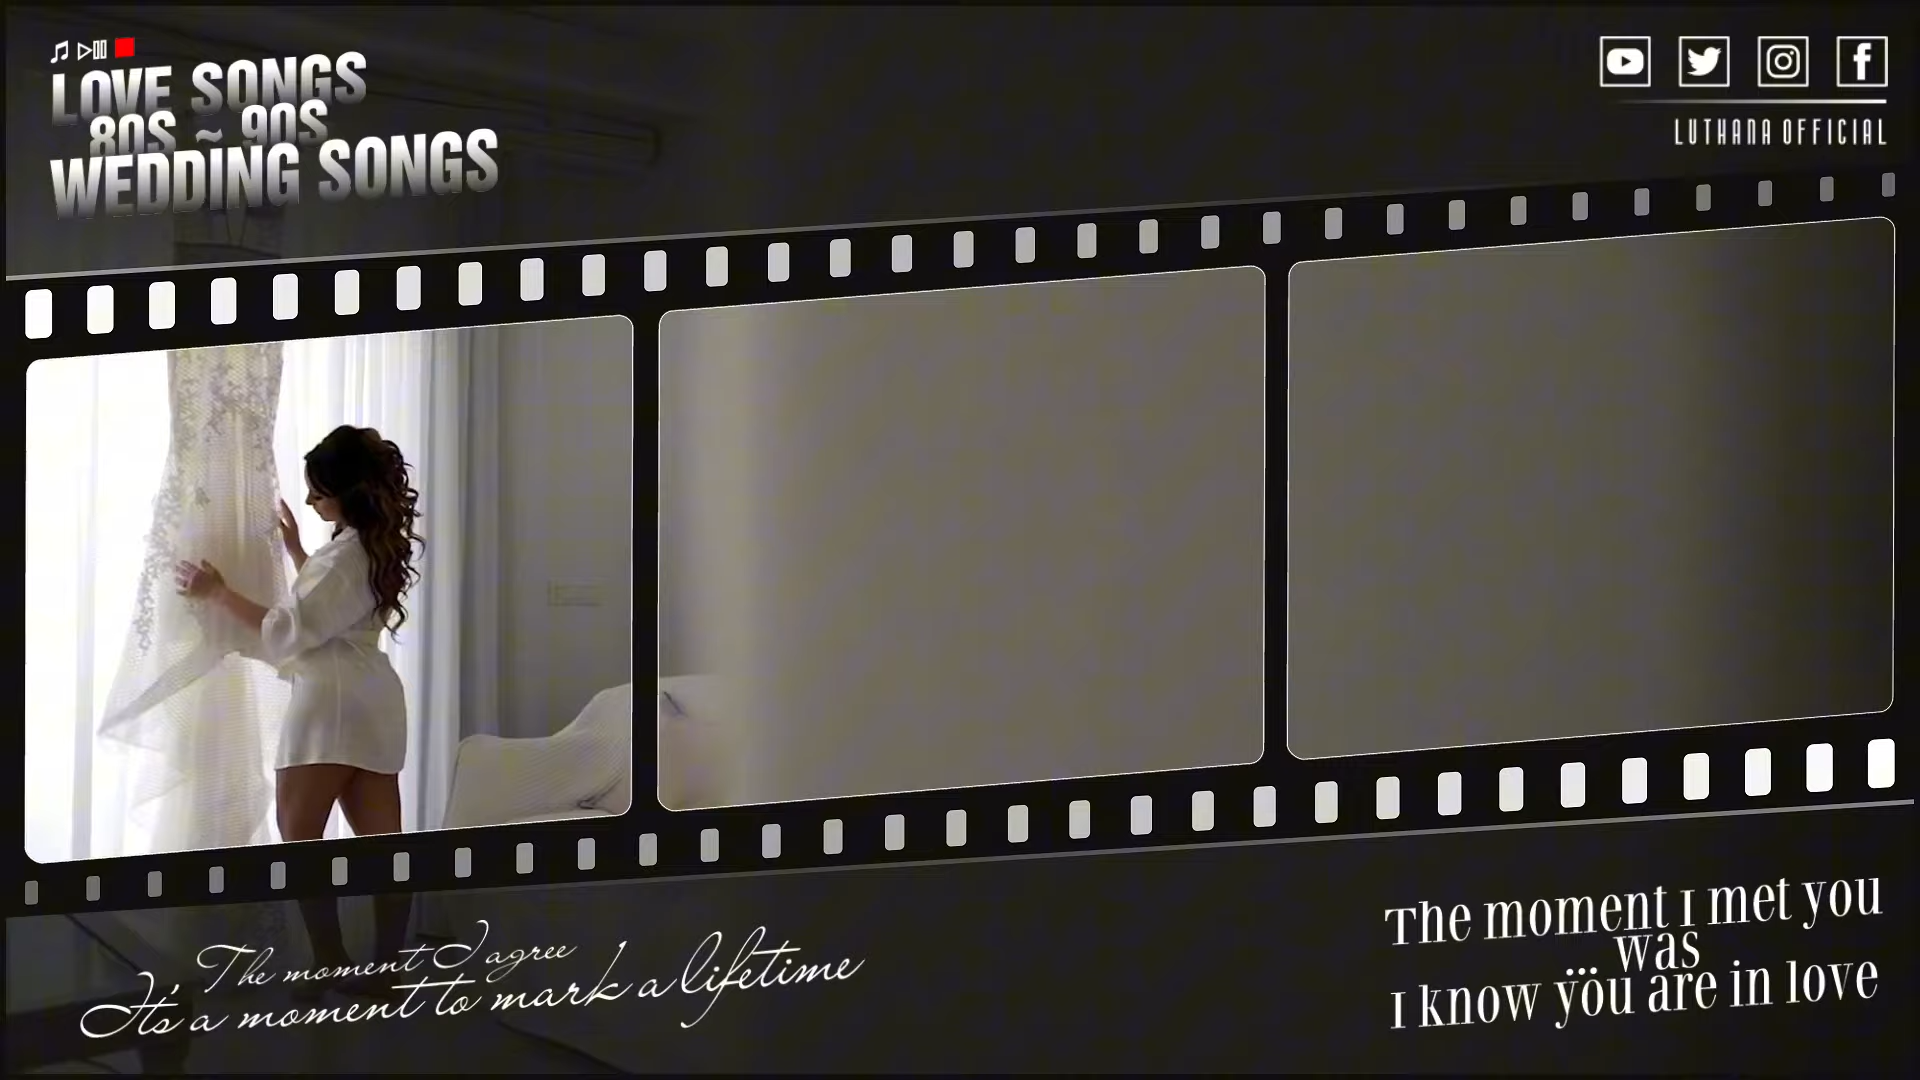 LOVE SONGS
80S ~ 90S
WEDDING SONGS
LUTHANA OFFICIAL
The moment I agree
It's a moment to mark a lifetime
The moment I met you
was
I know yöu are in love